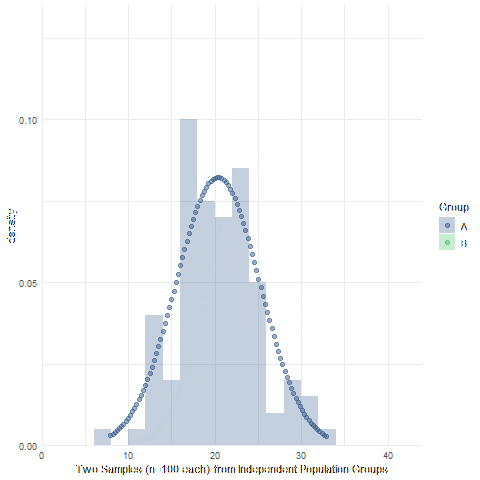 density
0.10
0.05
0.00
0
10
20
30
40
Two Samples (n=100 each) from Independent Population Groups
Group
A
B